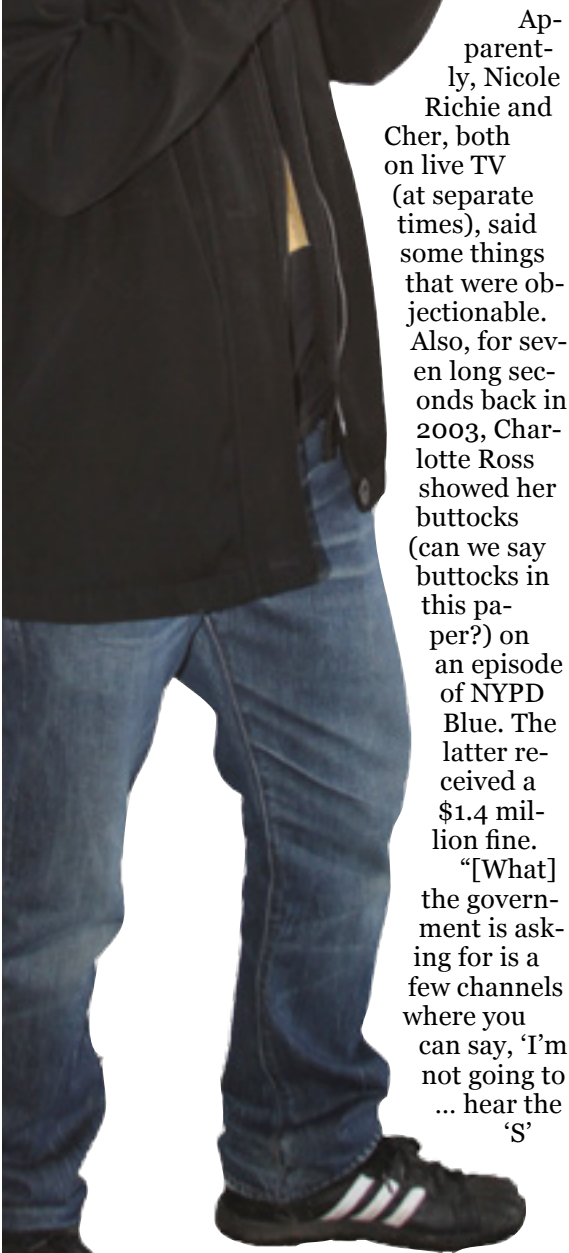 Ap-
parent-
ly, Nicole
Richie and
Cher, both
on live TV
(at separate
times), said
some things
that were ob-
jectionable.
Also, for sev-
en long sec-
onds back in
2003, Char-
lotte Ross
showed her
buttocks
(can we say
buttocks in
this pa-
per?) on
an episode
of NYPD
Blue. The
latter re-
ceived a
$1.4 mil-
lion fine.
“[What]
the govern-
ment is ask-
ing for is a
few channels
where you
can say, ‘I’m
not going to
... hear the
‘S’